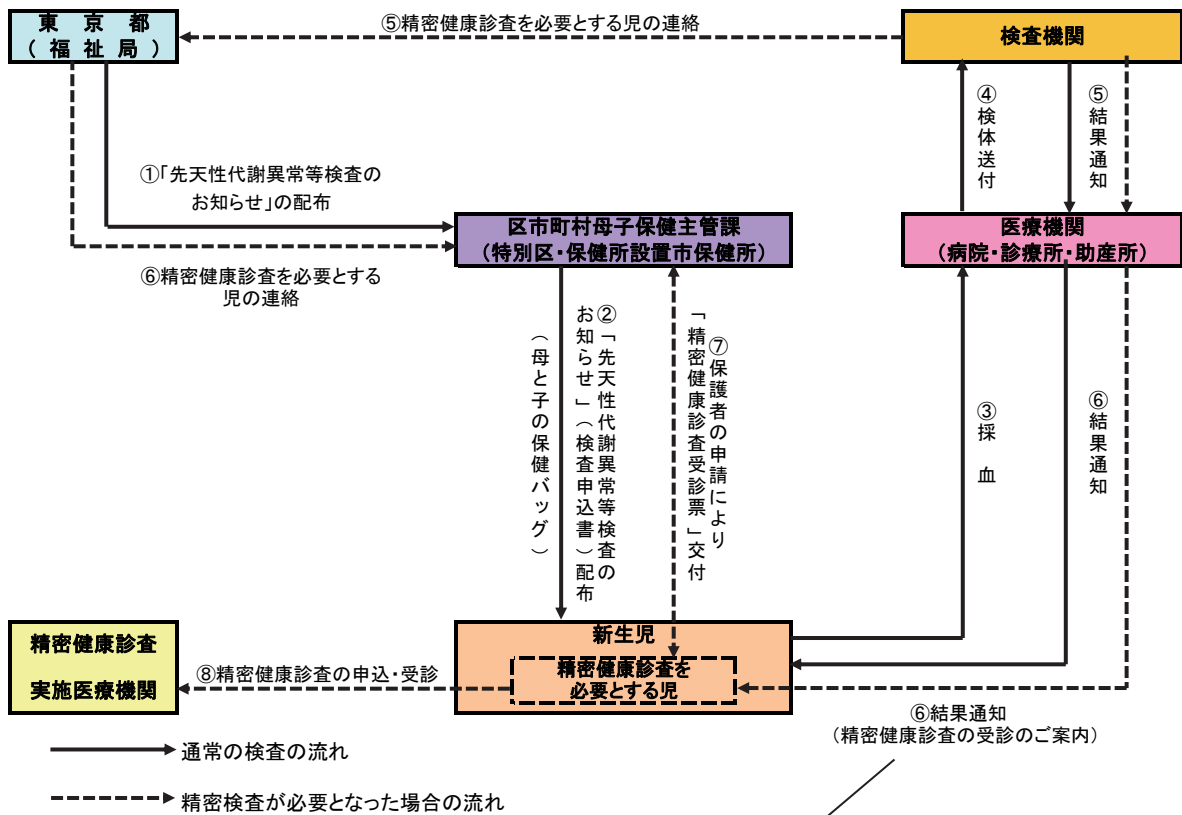 東京都
（福祉局）
⑤精密健康診査を必要とする児の連絡
検査機関
④検体送付
⑤結果通知
①「先天性代謝異常等検査の
お知らせ」の配布
区市町村母子保健主管課
（特別区・保健所設置市保健所）
医療機関
（病院・診療所・助産所）
⑥精密健康診査を必要とする
児の連絡
②「先天性代謝異常等検査の
お知らせ」（検査申込書）配布
（母と子の保健バッグ）
⑦保護者の申請により
「精密健康診査受診票」交付
③採血
⑥結果通知
精密健康診査
実施医療機関
⑧精密健康診査の申込・受診
新生児
精密健康診査を
必要とする児
⑥結果通知
（精密健康診査の受診のご案内）
通常の検査の流れ
精密検査が必要となった場合の流れ